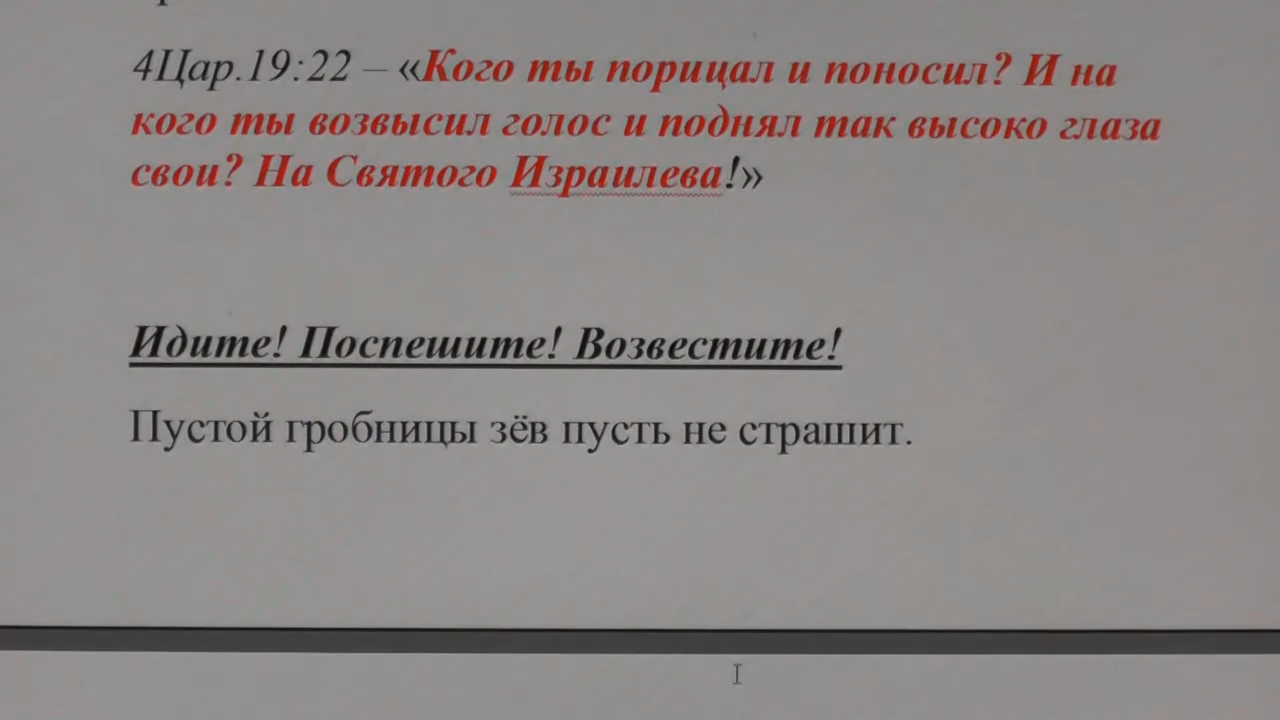 4Цар.19:22 – «Кого ты порицал и поносил? И на
кого ты возвысил голос и поднял так высоко глаза
свои? На Святого Израилева!»
Идите! Поспешите! Возвестите!
Пустой гробницы зёв пусть не страшит.